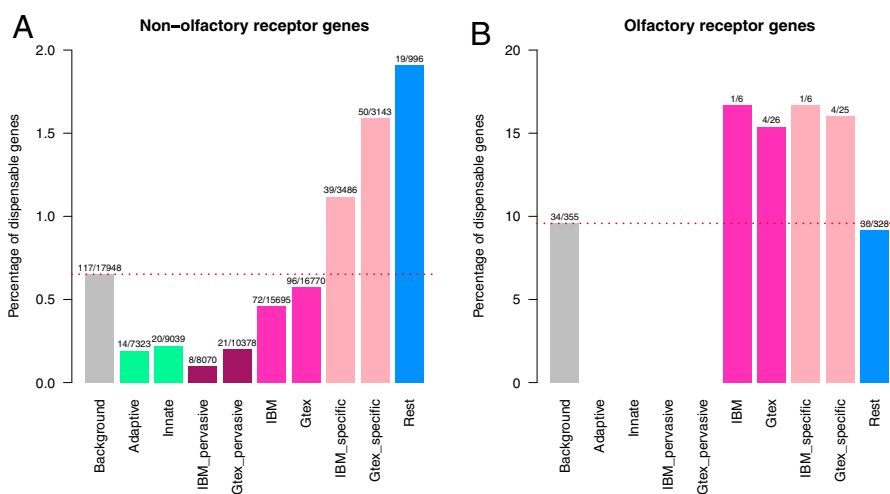 A
Non−olfactory receptor genes
Percentage of dispensable genes
2.0
1.5
1.0
0.5
0.0
117/17948
14/7323
20/9039
8/8070
21/10378
72/15695
96/16770
39/3486
50/3143
19/996
Background
Adaptive
Innate
IBM_pervasive
Gtex_pervasive
IBM
Gtex
IBM_specific
Gtex_specific
Rest
B
Olfactory receptor genes
Percentage of dispensable genes
20
15
10
5
0
34/355
1/6
4/26
1/6
4/25
30/328
Background
Adaptive
Innate
IBM_pervasive
Gtex_pervasive
IBM
Gtex
IBM_specific
Gtex_specific
Rest